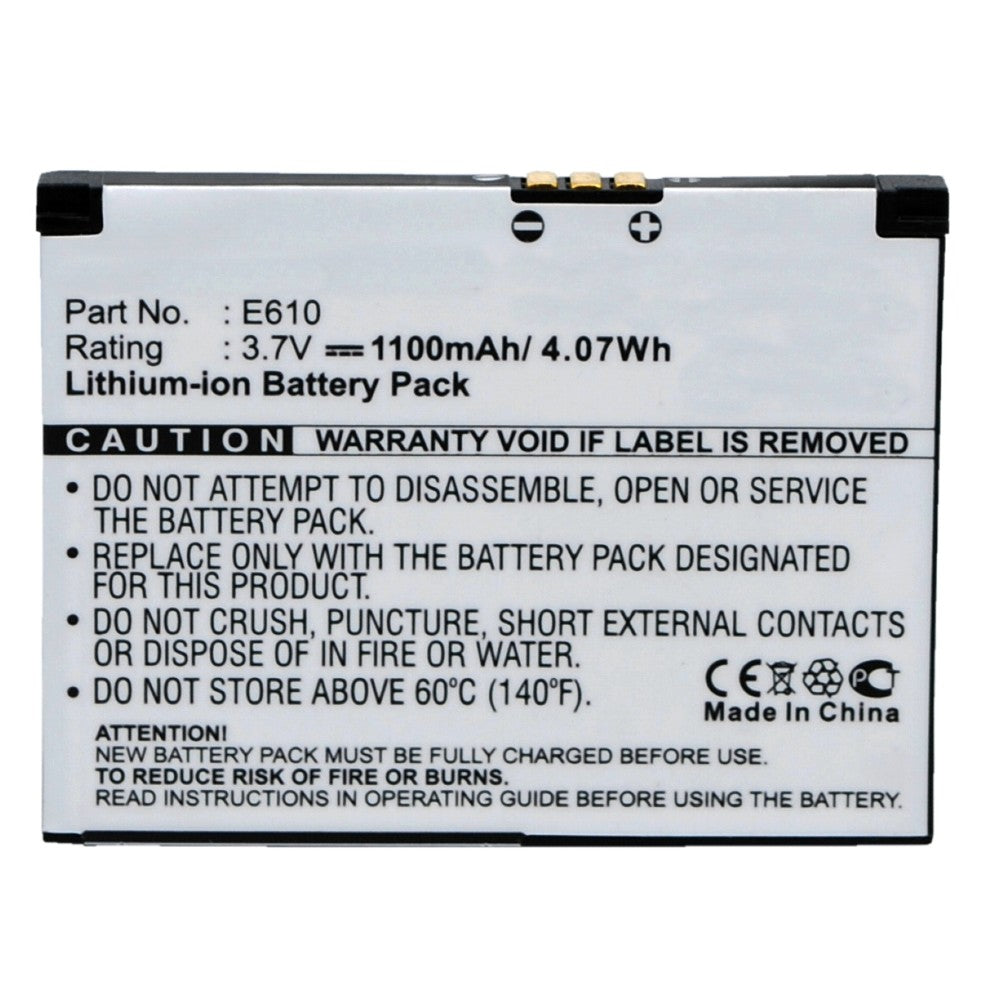 Part No. : E610
Rating : 3.7V 1100mAh/ 4.07Wh
Lithium-ion Battery Pack
CAUTION WARRANTY VOID IF LABEL IS REMOVED
• DO NOT ATTEMPT TO DISASSEMBLE, OPEN OR SERVICE
THE BATTERY PACK.
• REPLACE ONLY WITH THE BATTERY PACK DESIGNATED
FOR THIS PRODUCT.
• DO NOT CRUSH, PUNCTURE, SHORT EXTERNAL CONTACTS
OR DISPOSE OF IN FIRE OR WATER.
• DO NOT STORE ABOVE 60°C (140°F).
CE PCT
Made In China
ATTENTION!
NEW BATTERY PACK MUST BE FULLY CHARGED BEFORE USE.
TO REDUCE RISK OF FIRE OR BURNS.
READ INSTRUCTIONS IN OPERATING GUIDE BEFORE USING THE BATTERY.